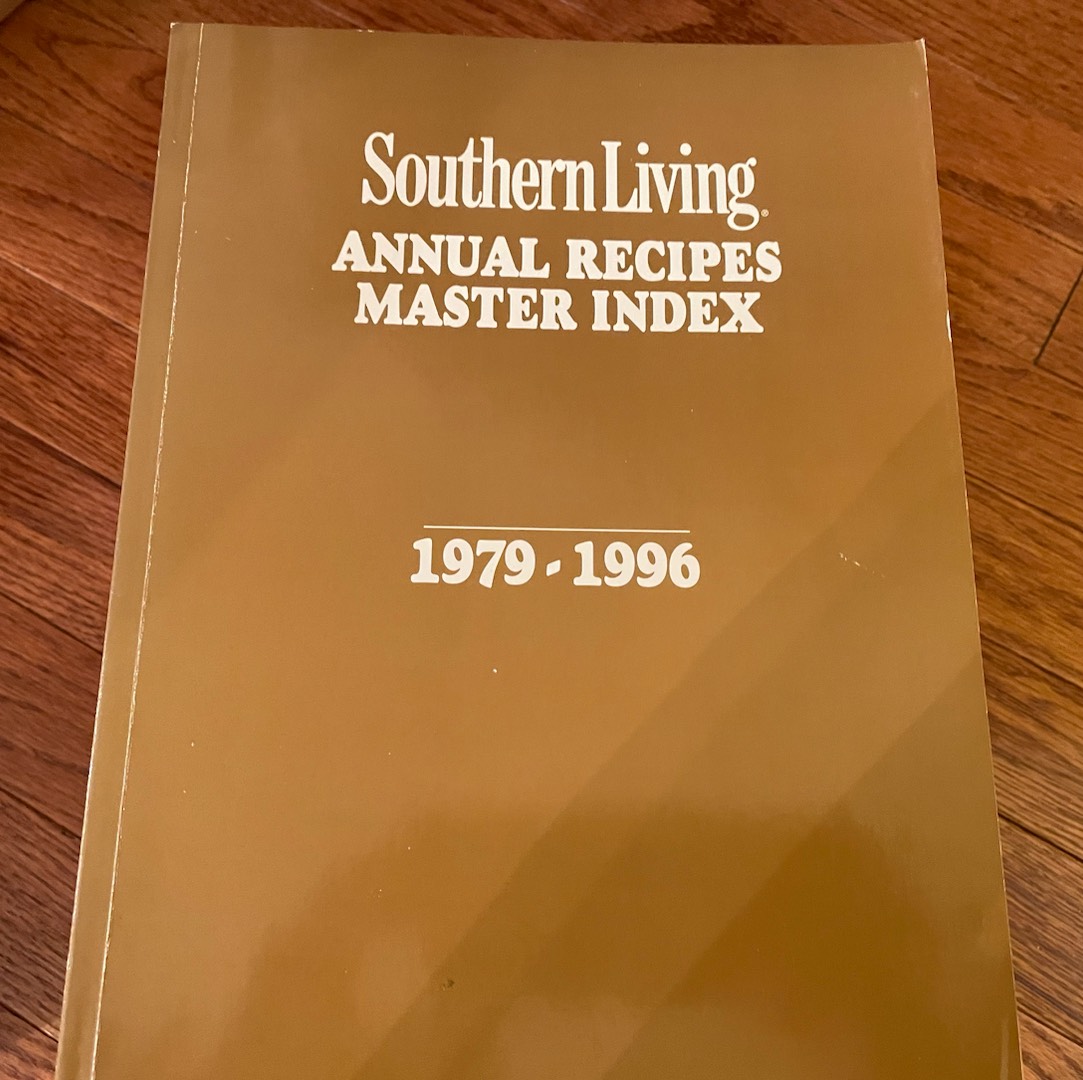 Southern Living®
ANNUAL RECIPES
MASTER INDEX
1979 - 1996